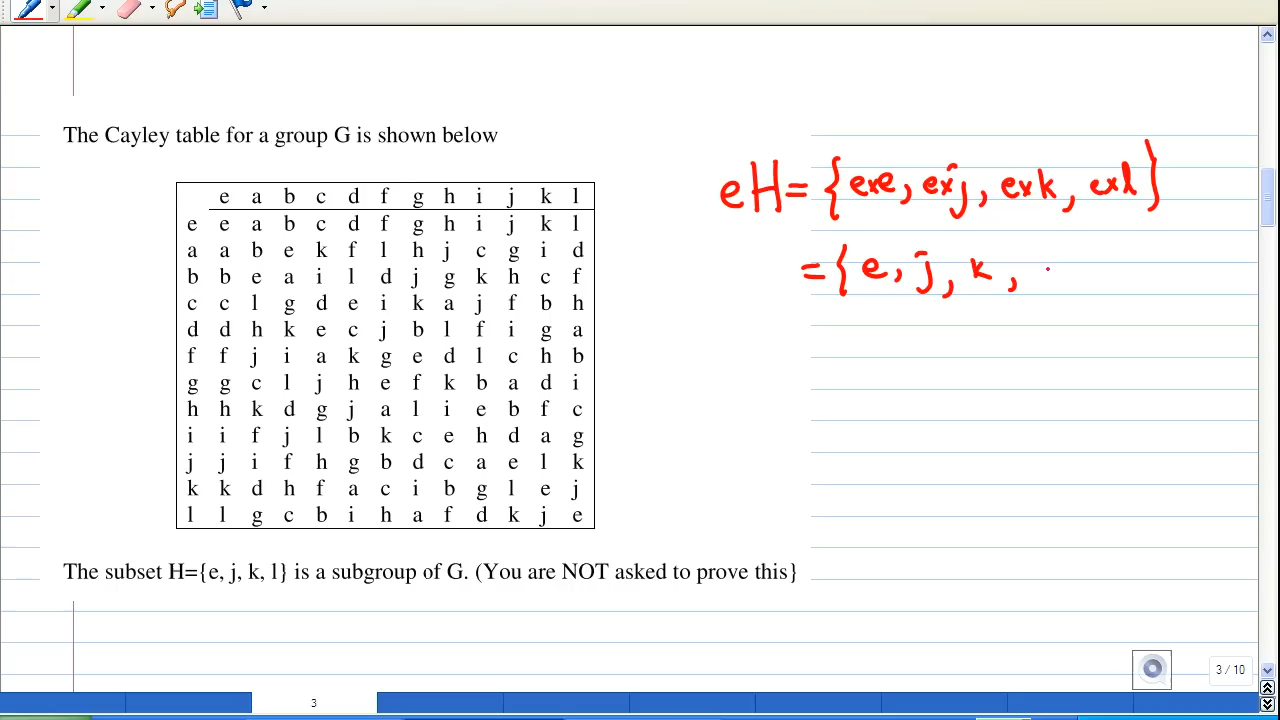 The Cayley table for a group G is shown below
e a b c d f g h i j k l
e e a b c d f g h i j k l
a a b e k f l h j c g i d
b b e a i l d j g k h c f
c c l g d e i k a j f b h
d d h k e c j b l f i g a
f f j i a k g e d l c h b
g g c l j h e f k b a d i
h h k d g j a l i e b f c
i i f j l b k c e h d a g
j j i f h g b d c a e l k
k k d h f a c i b g l e j
l l g c b i h a f d k j e
The subset H={e, j, k, l} is a subgroup of G. (You are NOT asked to prove this}
eH = {e×e, e×j, e×k, e×l}
= {e, j, k,
3 / 10
3